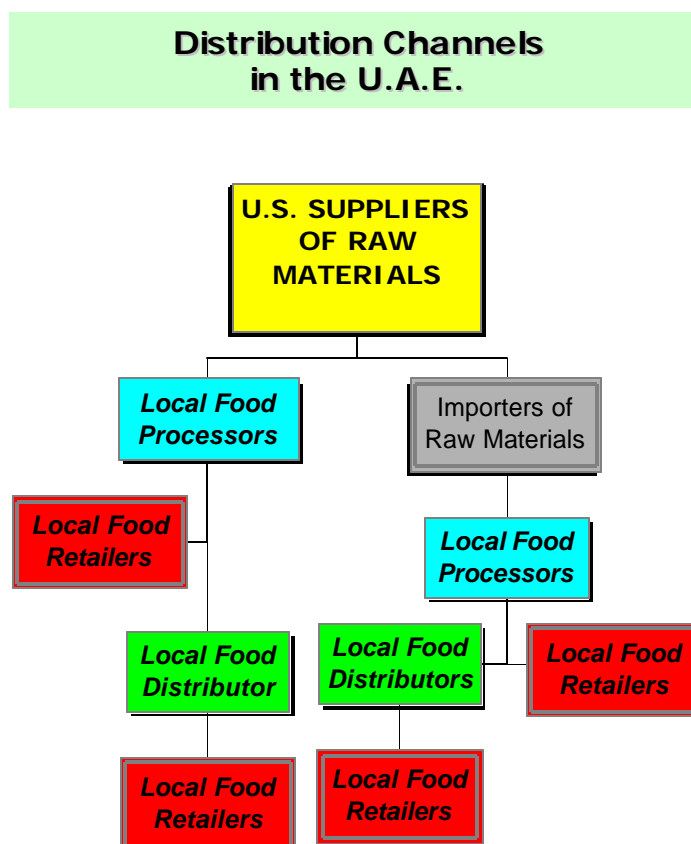 Distribution Channels
in the U.A.E.
U.S. SUPPLIERS
OF RAW
MATERIALS
Local Food
Processors
Importers of
Raw Materials
Local Food
Retailers
Local Food
Processors
Local Food
Distributor
Local Food
Distributors
Local Food
Retailers
Local Food
Retailers
Local Food
Retailers